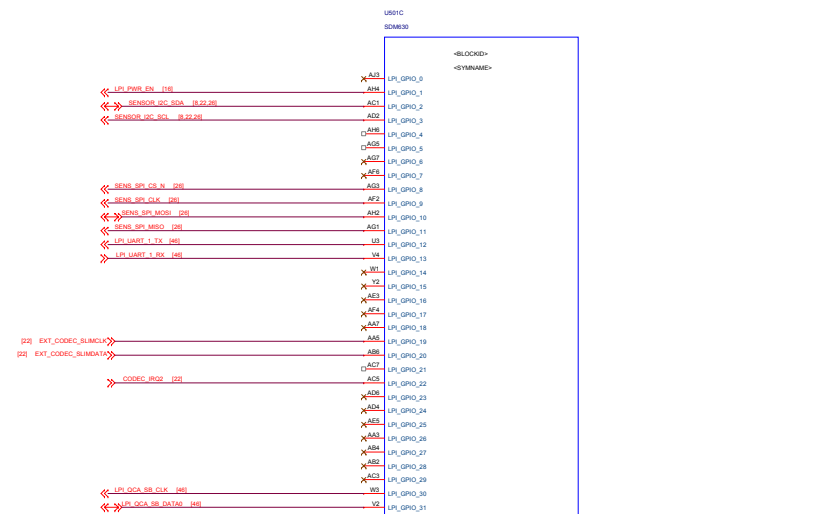 U501C
SDM630
<BLOCKID>
<SYMNAME>
AJ3 LPI_GPIO_0
LPI_PWR_EN [16] AH4 LPI_GPIO_1
SENSOR_I2C_SDA [8,22,26] AC1 LPI_GPIO_2
SENSOR_I2C_SCL [8,22,26] AD2 LPI_GPIO_3
AH6 LPI_GPIO_4
AG5 LPI_GPIO_5
AG7 LPI_GPIO_6
AF6 LPI_GPIO_7
SENS_SPI_CS_N [26] AG3 LPI_GPIO_8
SENS_SPI_CLK [26] AF2 LPI_GPIO_9
SENS_SPI_MOSI [26] AH2 LPI_GPIO_10
SENS_SPI_MISO [26] AG1 LPI_GPIO_11
LPI_UART_1_TX [46] U3 LPI_GPIO_12
LPI_UART_1_RX [46] V4 LPI_GPIO_13
W1 LPI_GPIO_14
Y2 LPI_GPIO_15
AE3 LPI_GPIO_16
AF4 LPI_GPIO_17
AA7 LPI_GPIO_18
[22] EXT_CODEC_SLIMCLK AA5 LPI_GPIO_19
[22] EXT_CODEC_SLIMDATA AB6 LPI_GPIO_20
AC7 LPI_GPIO_21
CODEC_IRQ2 [22] AC5 LPI_GPIO_22
AD6 LPI_GPIO_23
AD4 LPI_GPIO_24
AE5 LPI_GPIO_25
AA3 LPI_GPIO_26
AB4 LPI_GPIO_27
AB2 LPI_GPIO_28
AC3 LPI_GPIO_29
LPI_QCA_SB_CLK [46] W3 LPI_GPIO_30
LPI_QCA_SB_DATA0 [46] V2 LPI_GPIO_31